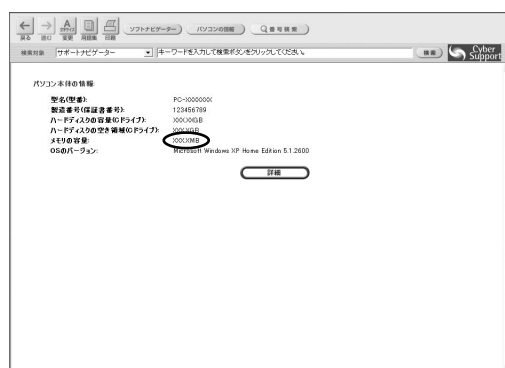 戻る 進む 文字サイズ変更 用語集 印刷 ソフトナビゲーター パソコンの情報 番号検索
検索対象 サポートナビゲーター キーワードを入力して検索ボタンをクリックしてください。 検索 Cyber Support
パソコン本体の情報
型名(型番): PC-XXXXXXX
製造番号(保証書番号): 123456789
ハードディスクの容量(Cドライブ): XXX.XXGB
ハードディスクの空き領域(Cドライブ): XXX.XGB
メモリの容量: XXX.XMB
OSのバージョン: Microsoft Windows XP Home Edition 5.1.2600
詳細